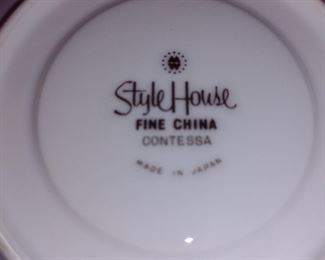 Style House
FINE CHINA
CONTESSA
MADE IN JAPAN